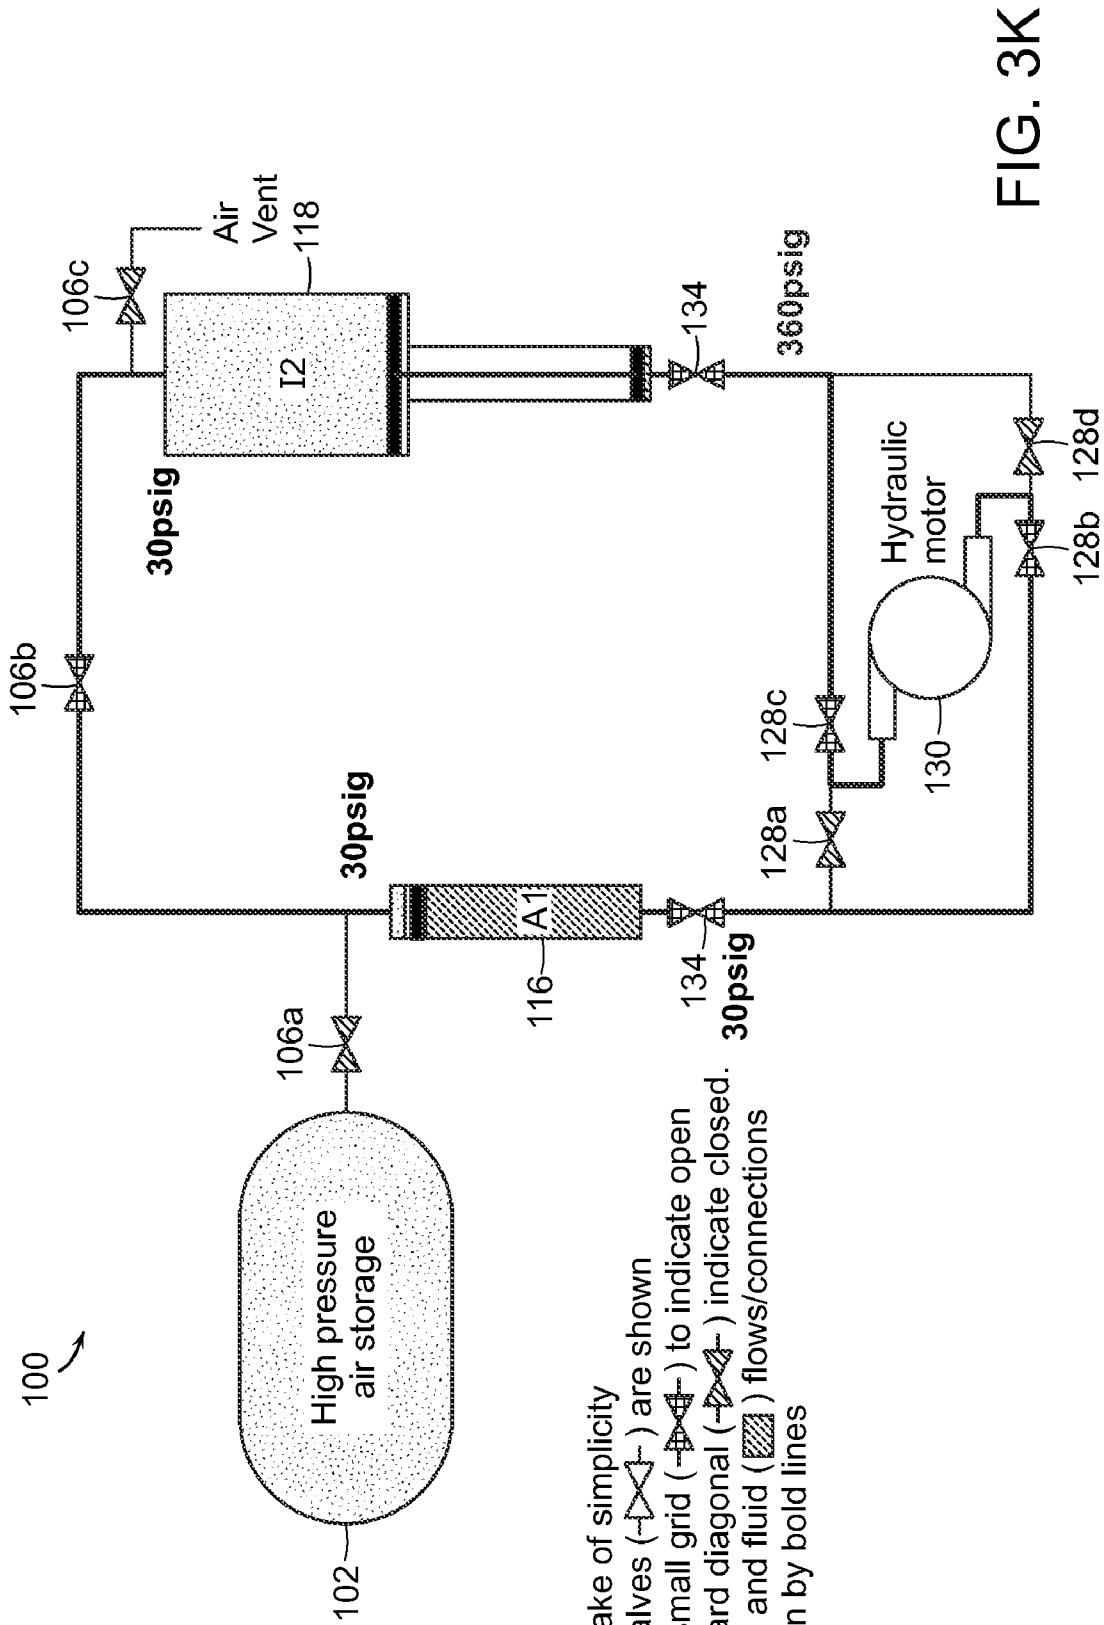 100
102
High pressure
air storage
106a
106b
106c
Air
Vent
118
I2
30psig
30psig
A1
116
134
30psig
134
360psig
128a
128c
Hydraulic
motor
130
128b
128d
ake of simplicity
alves ( ) are shown
mall grid ( ) to indicate open
ard diagonal ( ) indicate closed.
and fluid ( ) flows/connections
n by bold lines
FIG. 3K